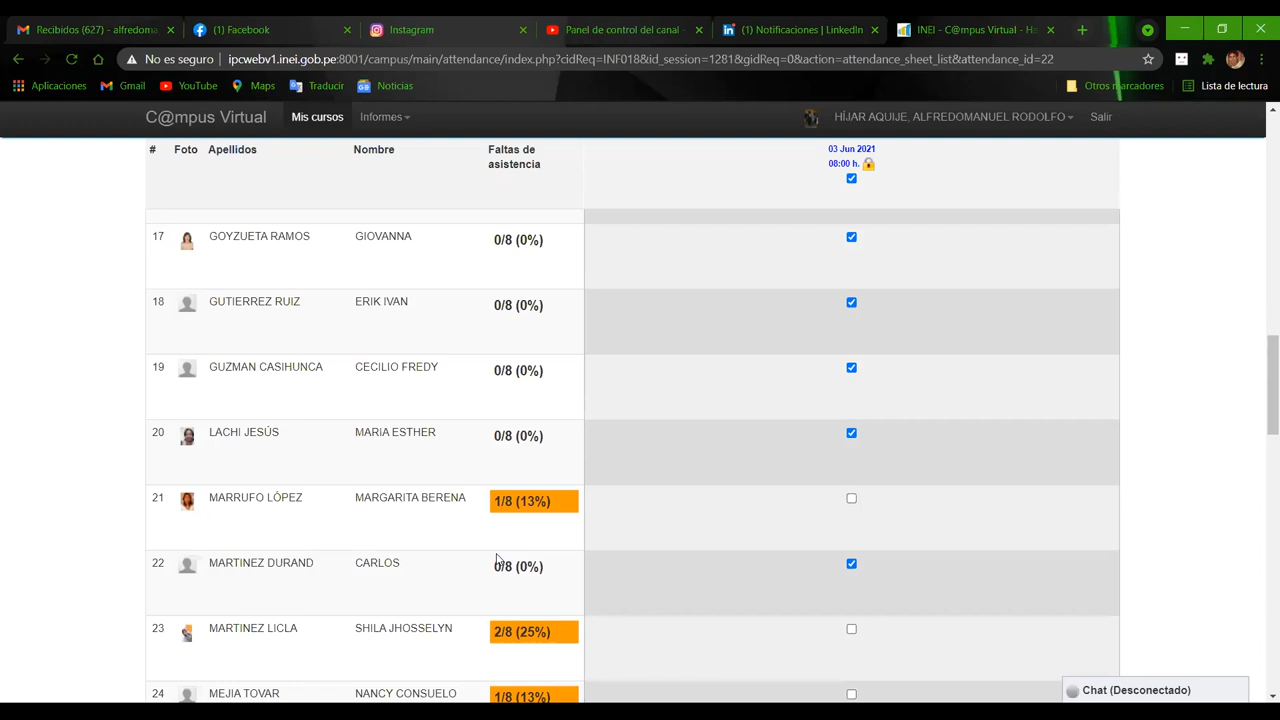 Recibidos (627) - alfredoma
(1) Facebook
Instagram
Panel de control del canal -
(1) Notificaciones | LinkedIn
INEI - C@mpus Virtual - H
No es seguro
ipcwebv1.inei.gob.pe:8001/campus/main/attendance/index.php?cidReq=INF018&id_session=1281&gidReq=0&action=attendance_sheet_list&attendance_id=22
Aplicaciones
Gmail
YouTube
Maps
Traducir
Noticias
Otros marcadores
Lista de lectura
C@mpus Virtual
Mis cursos
Informes
HÍJAR AQUIJE, ALFREDOMANUEL RODOLFO
Salir
# Foto Apellidos Nombre Faltas de
asistencia
03 Jun 2021
08:00 h.
17 GOYZUETA RAMOS GIOVANNA 0/8 (0%)
18 GUTIERREZ RUIZ ERIK IVAN 0/8 (0%)
19 GUZMAN CASIHUNCA CECILIO FREDY 0/8 (0%)
20 LACHI JESÚS MARIA ESTHER 0/8 (0%)
21 MARRUFO LÓPEZ MARGARITA BERENA 1/8 (13%)
22 MARTINEZ DURAND CARLOS 0/8 (0%)
23 MARTINEZ LICLA SHILA JHOSSELYN 2/8 (25%)
24 MEJIA TOVAR NANCY CONSUELO 1/8 (13%)
Chat (Desconectado)